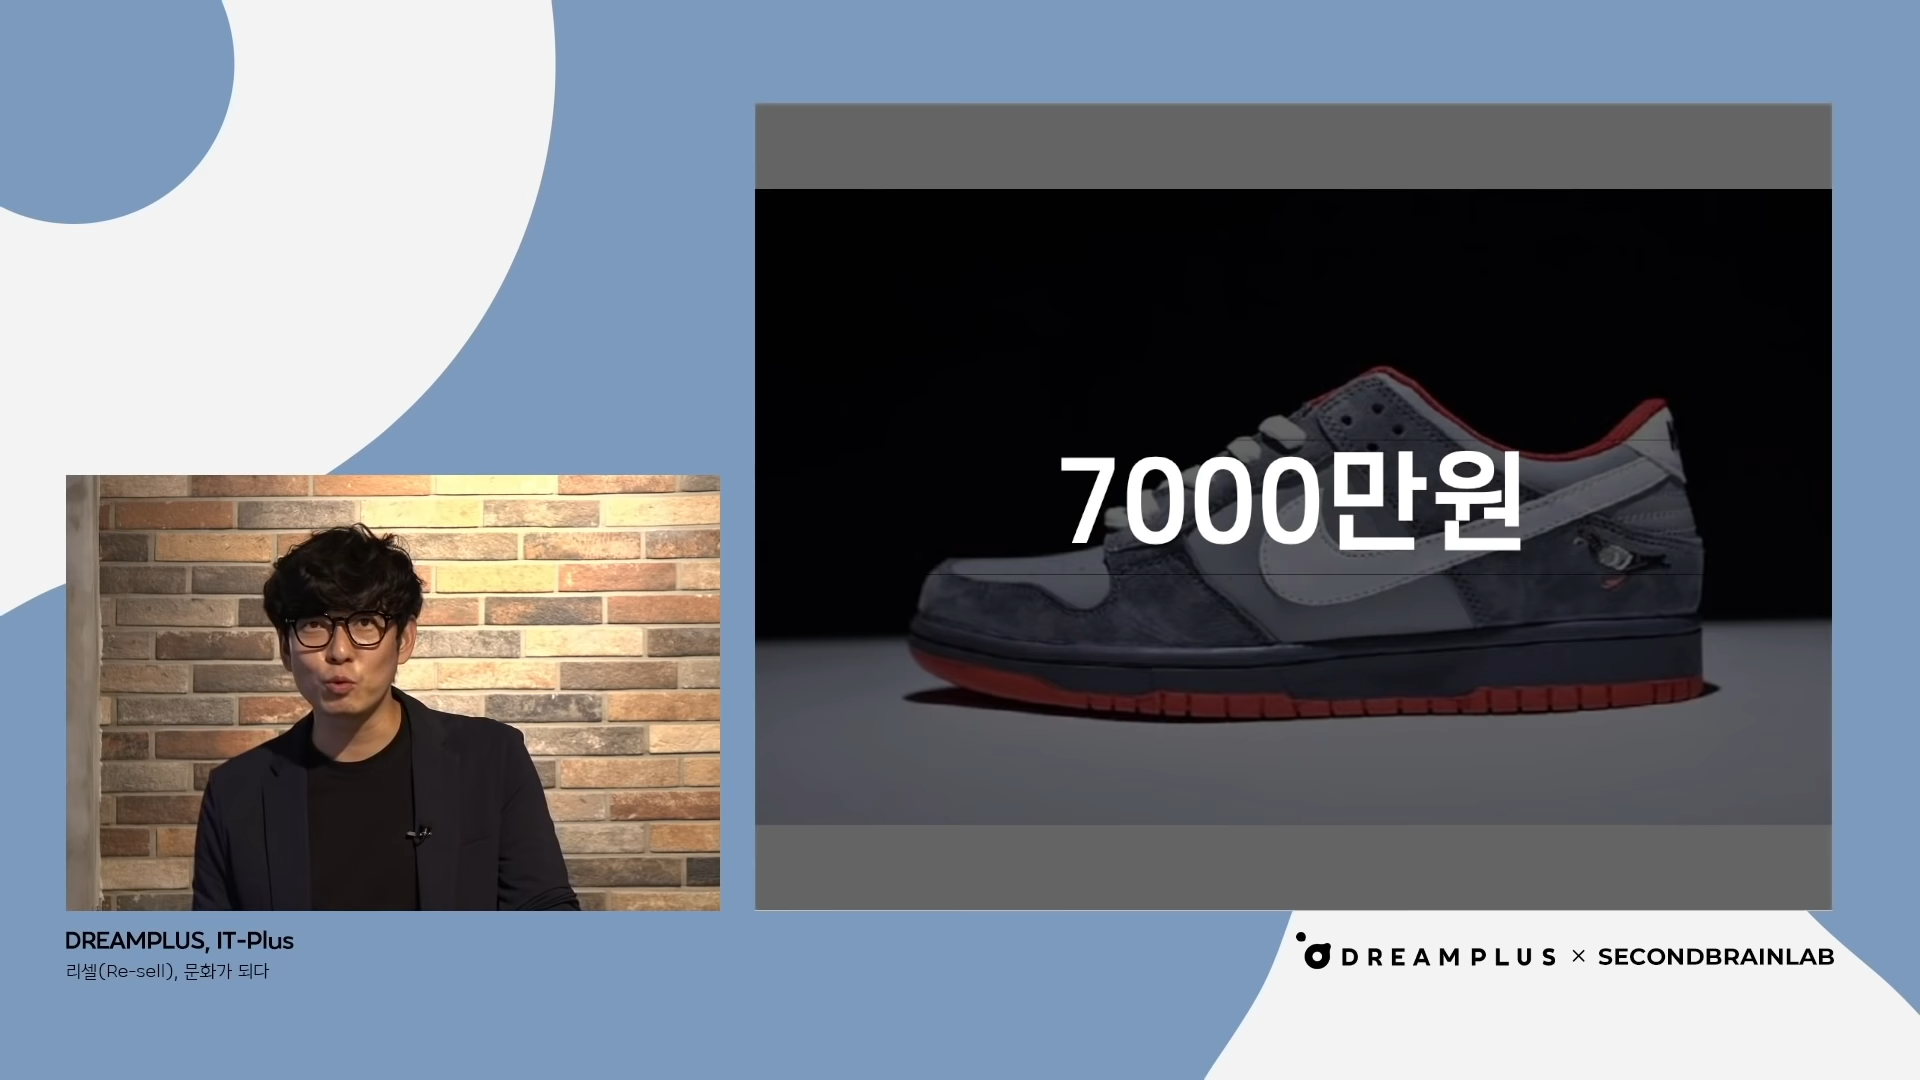 7000만원
DREAMPLUS, IT-Plus
리셀(Re-sell), 문화가 되다
DREAMPLUS × SECONDBRAINLAB